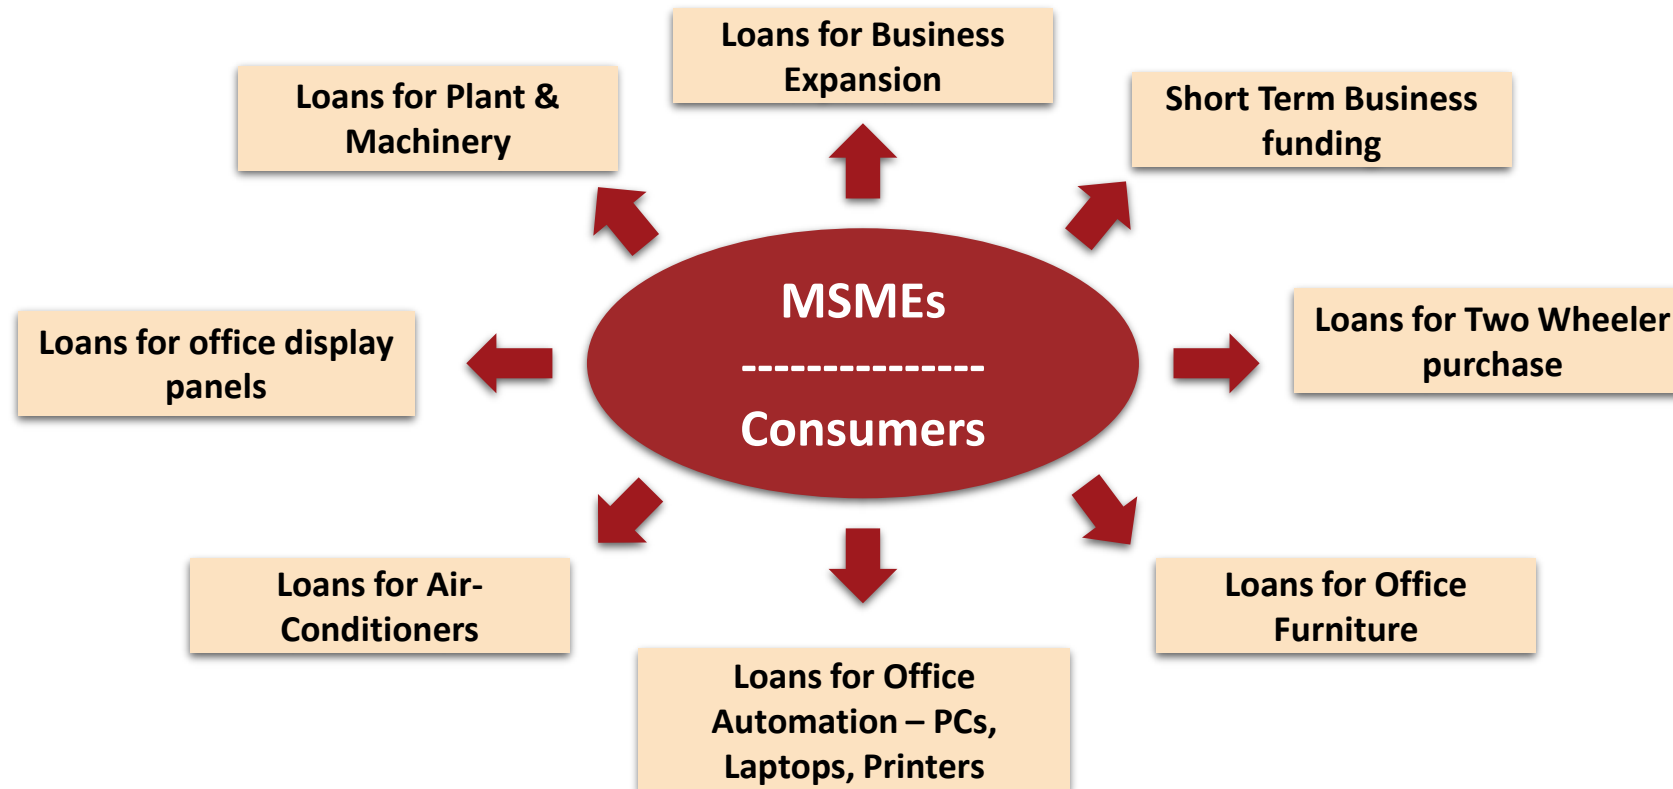 Loans for Business
Expansion
Loans for Plant &
Machinery
Short Term Business
funding
MSMEs
---------------
Consumers
Loans for office display
panels
Loans for Two Wheeler
purchase
Loans for Air-
Conditioners
Loans for Office
Furniture
Loans for Office
Automation – PCs,
Laptops, Printers